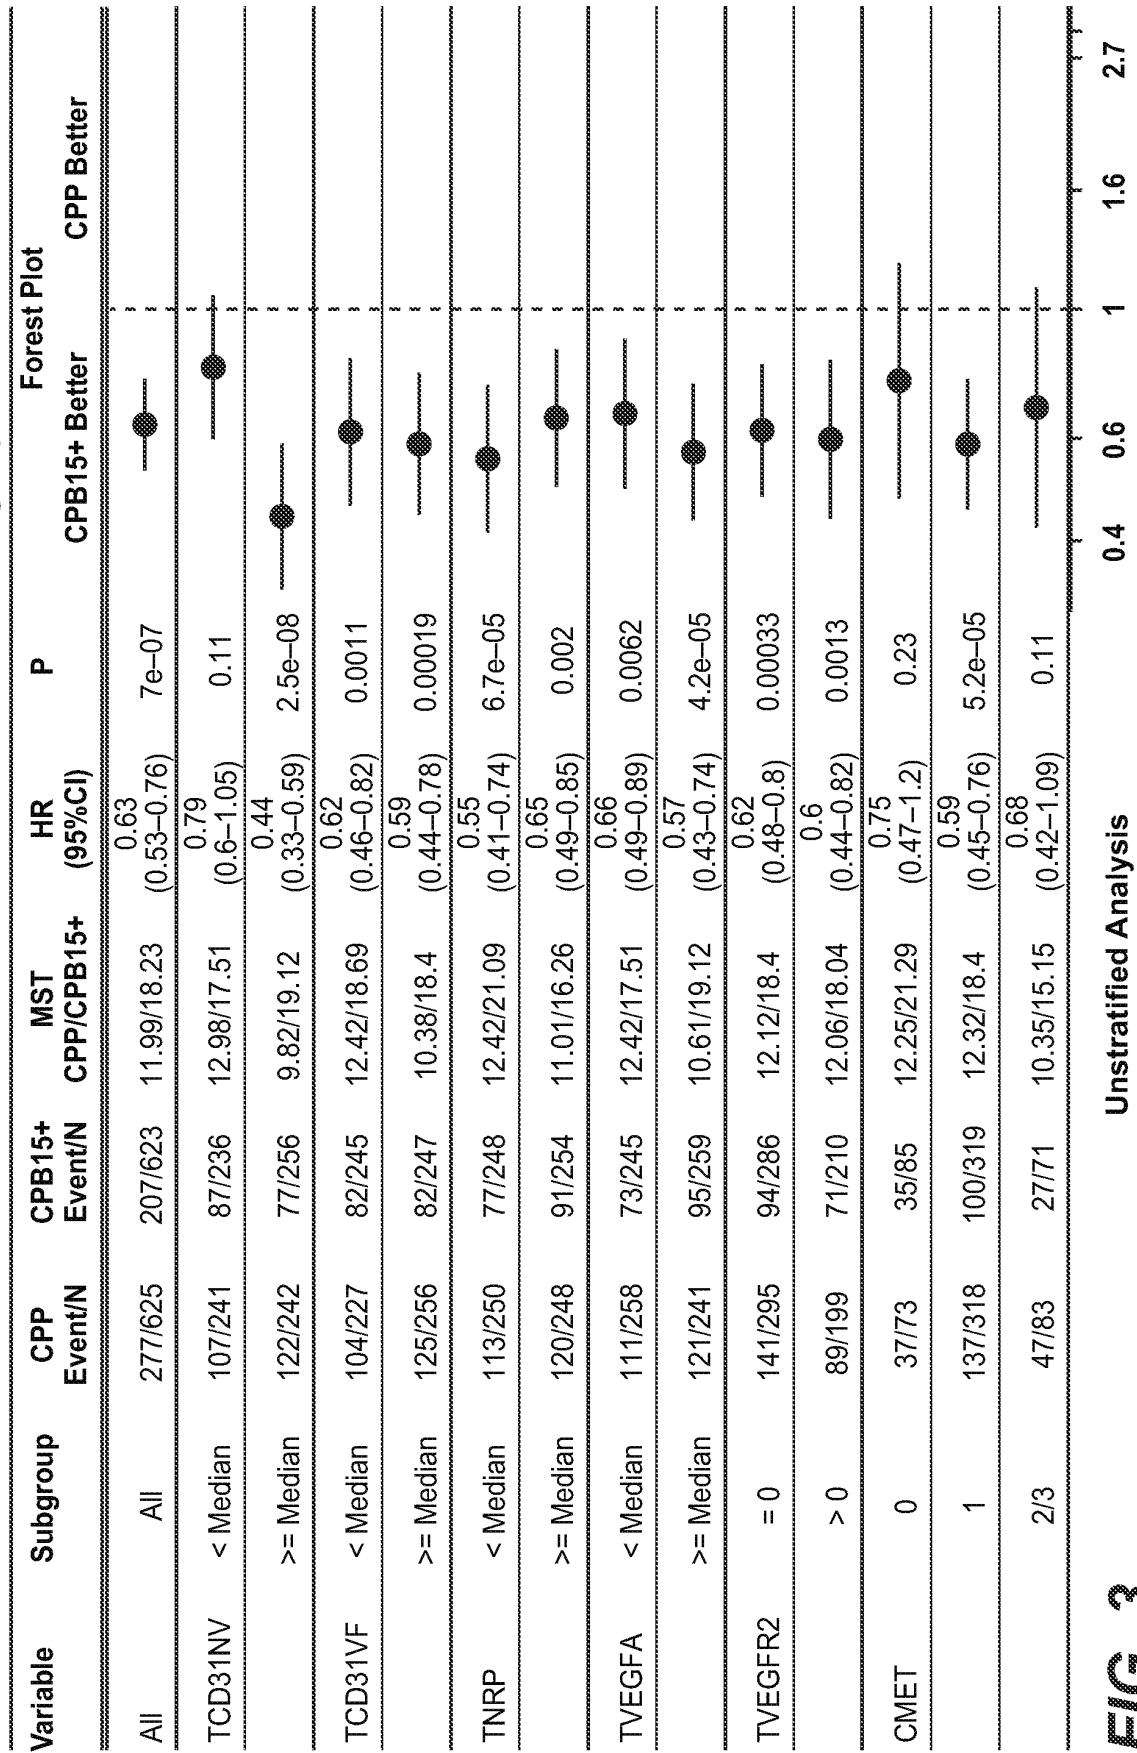 Forest Plot
Variable Subgroup CPP Event/N CPB15+ Event/N MST CPP/CPB15+ HR (95%CI) P CPB15+ Better CPP Better
All All 277/625 207/623 11.99/18.23 0.63 (0.53–0.76) 7e–07
TCD31NV < Median 107/241 87/236 12.98/17.51 0.79 (0.6–1.05) 0.11
>= Median 122/242 77/256 9.82/19.12 0.44 (0.33–0.59) 2.5e–08
TCD31VF < Median 104/227 82/245 12.42/18.69 0.62 (0.46–0.82) 0.0011
>= Median 125/256 82/247 10.38/18.4 0.59 (0.44–0.78) 0.00019
TNRP < Median 113/250 77/248 12.42/21.09 0.55 (0.41–0.74) 6.7e–05
>= Median 120/248 91/254 11.01/16.26 0.65 (0.49–0.85) 0.002
TVEGFA < Median 111/258 73/245 12.42/17.51 0.66 (0.49–0.89) 0.0062
>= Median 121/241 95/259 10.61/19.12 0.57 (0.43–0.74) 4.2e–05
TVEGFR2 = 0 141/295 94/286 12.12/18.4 0.62 (0.48–0.8) 0.00033
> 0 89/199 71/210 12.06/18.04 0.6 (0.44–0.82) 0.0013
CMET 0 37/73 35/85 12.25/21.29 0.75 (0.47–1.2) 0.23
1 137/318 100/319 12.32/18.4 0.59 (0.45–0.76) 5.2e–05
2/3 47/83 27/71 10.35/15.15 0.68 (0.42–1.09) 0.11
0.4 0.6 1 1.6 2.7
Unstratified Analysis
FIG_3